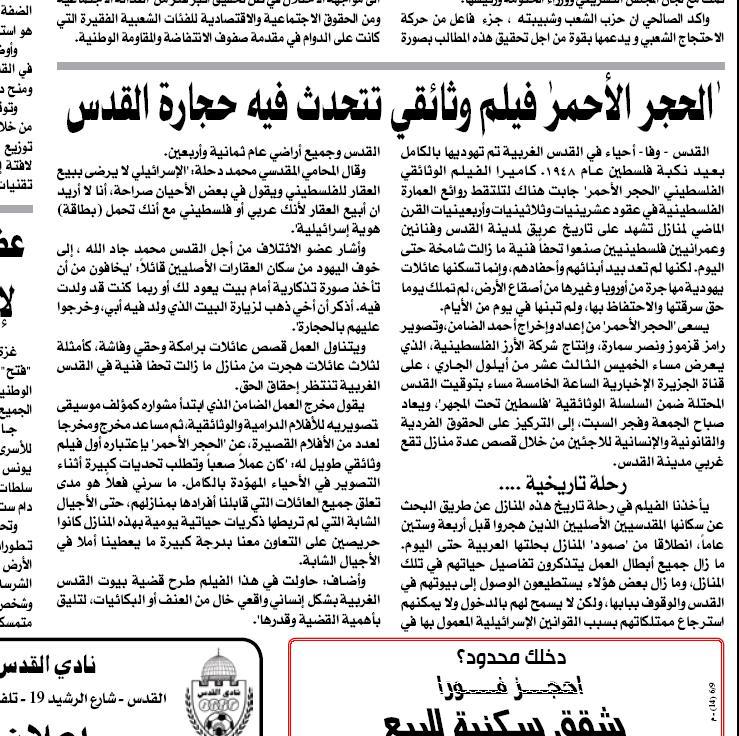 واكد الصالحي ان حزب الشعب وشبيبته ، جزء فاعل من حركة
الاحتجاج الشعبي و يدعمها بقوة من اجل تحقيق هذه المطالب بصورة
ومن الحقوق الاجتماعية والاقتصادية للفئات الشعبية الفقيرة التي
كانت على الدوام في مقدمة صفوف الانتفاضة والمقاومة الوطنية.
'الحجر الأحمر' فيلم وثائقي تتحدث فيه حجارة القدس
القدس - وفا- أحياء في القدس الغربية تم تهويدها بالكامل
بعيد نكبة فلسطين عام ١٩٤٨. كاميرا الفيلم الوثائقي
الفلسطيني 'الحجر الأحمر' جابت هناك لتلتقط روائع العمارة
الفلسطينية في عقود عشرينيات وثلاثينيات وأربعينيات القرن
الماضي لمنازل تشهد على تاريخ عريق لمدينة القدس وفنانين
وعمرانيين فلسطينيين صنعوا تحفاً فنية ما زالت شامخة حتى
اليوم. لكنها لم تعد بيد أبنائهم وأحفادهم، وإنما تسكنها عائلات
يهودية مهاجرة من أوروبا وغيرها من أصقاع الأرض، لم تملك يوما
حق سرقتها والاحتفاظ بها، ولم تبنها في يوم من الأيام.
يسعى 'الحجر الأحمر' من إعداد وإخراج أحمد الضامن، وتصوير
رامز قزموز ونصر سمارة، وإنتاج شركة الأرز الفلسطينية، الذي
يعرض مساء الخميس الثالث عشر من أيلول الجاري ، على
قناة الجزيرة الإخبارية الساعة الخامسة مساء بتوقيت القدس
المحتلة ضمن السلسلة الوثائقية 'فلسطين تحت المجهر'، ويعاد
صباح الجمعة وفجر السبت، إلى التركيز على الحقوق الفردية
والقانونية والإنسانية للاجئين من خلال قصص عدة منازل تقع
غربي مدينة القدس.
رحلة تاريخية ....
يأخذنا الفيلم في رحلة تاريخ هذه المنازل عن طريق البحث
عن سكانها المقدسيين الأصليين الذين هجروا قبل أربعة وستين
عاماً، انطلاقا من 'صمود' المنازل بحلتها العربية حتى اليوم.
ما زال جميع أبطال العمل يتذكرون تفاصيل حياتهم في تلك
المنازل، وما زال بعض هؤلاء يستطيعون الوصول إلى بيوتهم في
القدس والوقوف ببابها، ولكن لا يسمح لهم بالدخول ولا يمكنهم
استرجاع ممتلكاتهم بسبب القوانين الإسرائيلية المعمول بها في
القدس وجميع أراضي عام ثمانية وأربعين.
وقال المحامي المقدسي محمد دحلة: 'الإسرائيلي لا يرضى ببيع
العقار للفلسطيني ويقول في بعض الأحيان صراحة، أنا لا أريد
ان أبيع العقار لأنك عربي أو فلسطيني مع أنك تحمل (بطاقة)
هوية إسرائيلية'.
وأشار عضو الائتلاف من أجل القدس محمد جاد الله ، إلى
خوف اليهود من سكان العقارات الأصليين قائلاً: 'يخافون من أن
تأخذ صورة تذكارية أمام بيت يعود لك أو ربما كنت قد ولدت
فيه. أذكر أن أخي ذهب لزيارة البيت الذي ولد فيه أبي، وخرجوا
عليهم بالحجارة'.
ويتناول العمل قصص عائلات برامكة وحقي وفاشة، كأمثلة
لثلاث عائلات هجرت من منازل ما زالت تحفا فنية في القدس
الغربية تنتظر إحقاق الحق.
يقول مخرج العمل الضامن الذي ابتدأ مشواره كمؤلف موسيقى
تصويريه للأفلام الدرامية والوثائقية، ثم مساعد مخرج ومخرجا
لعدد من الأفلام القصيرة، عن 'الحجر الأحمر' بإعتباره أول فيلم
وثائقي طويل له: 'كان عملاً صعباً وتطلب تحديات كبيرة أثناء
التصوير في الأحياء المهوّدة بالكامل. ما سرني فعلاً هو مدى
تعلق جميع العائلات التي قابلنا أفرادها بمنازلهم، حتى الأجيال
الشابة التي لم تربطها ذكريات حياتية يومية بهذه المنازل كانوا
حريصين على التعاون معنا بدرجة كبيرة ما يعطينا أملا في
الأجيال الشابة.
وأضاف: حاولت في هذا الفيلم طرح قضية بيوت القدس
الغربية بشكل إنساني واقعي خال من العنف أو البكائيات، لتليق
بأهمية القضية وقدرها'.
دخلك محدود؟
احجز فورا
شقق سكنية للبيع
نادي القدس
القدس - شارع الرشيد 19 - تلف
نادي القدس